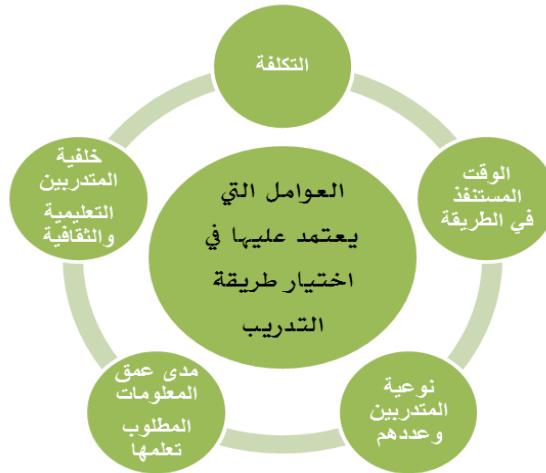 التكلفة
الوقت
المستنفذ
في الطريقة
نوعية
المتدربين
وعددهم
مدى عمق
المعلومات
المطلوب
تعلمها
خلفية
المتدربين
التعليمية
والثقافية
العوامل التي
يعتمد عليها في
اختيار طريقة
التدريب